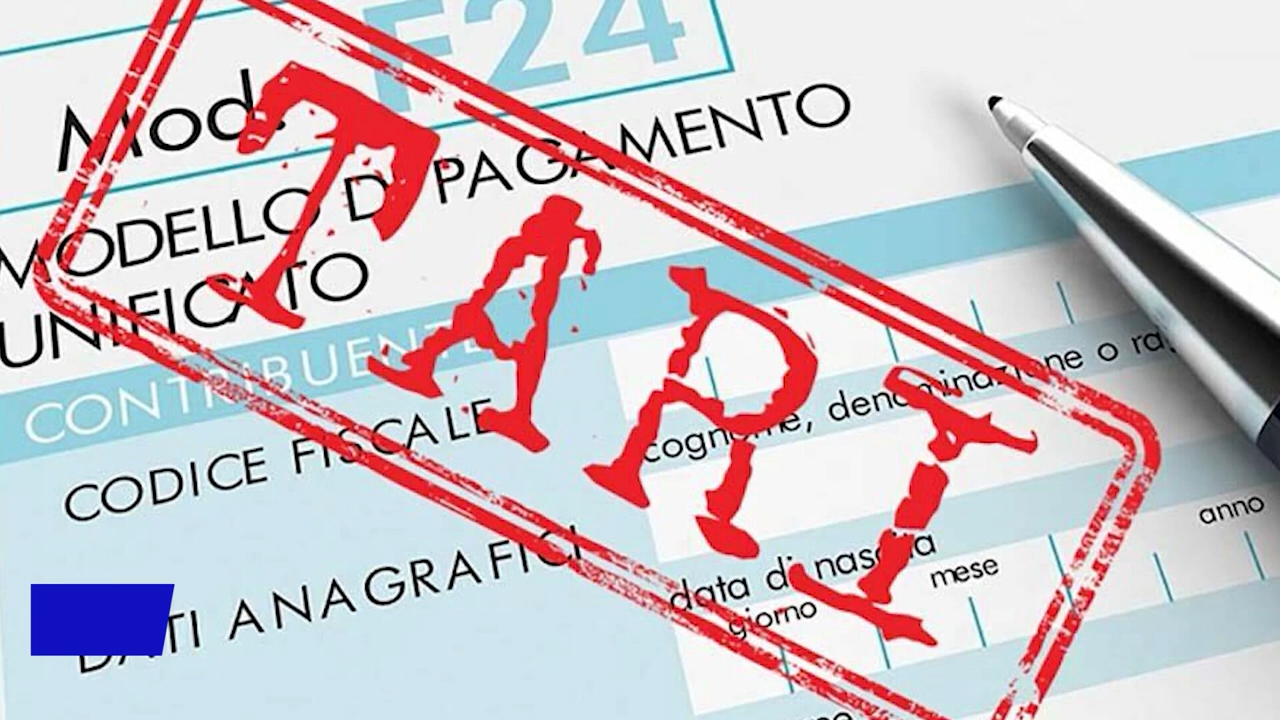 Mod. F24
MODELLO DI PAGAMENTO
UNIFICATO
TARI
CONTRIBUENTE
CODICE FISCALE
cognome, denominazione o ra
DATI ANAGRAFICI
data di nascita
giorno
mese
anno